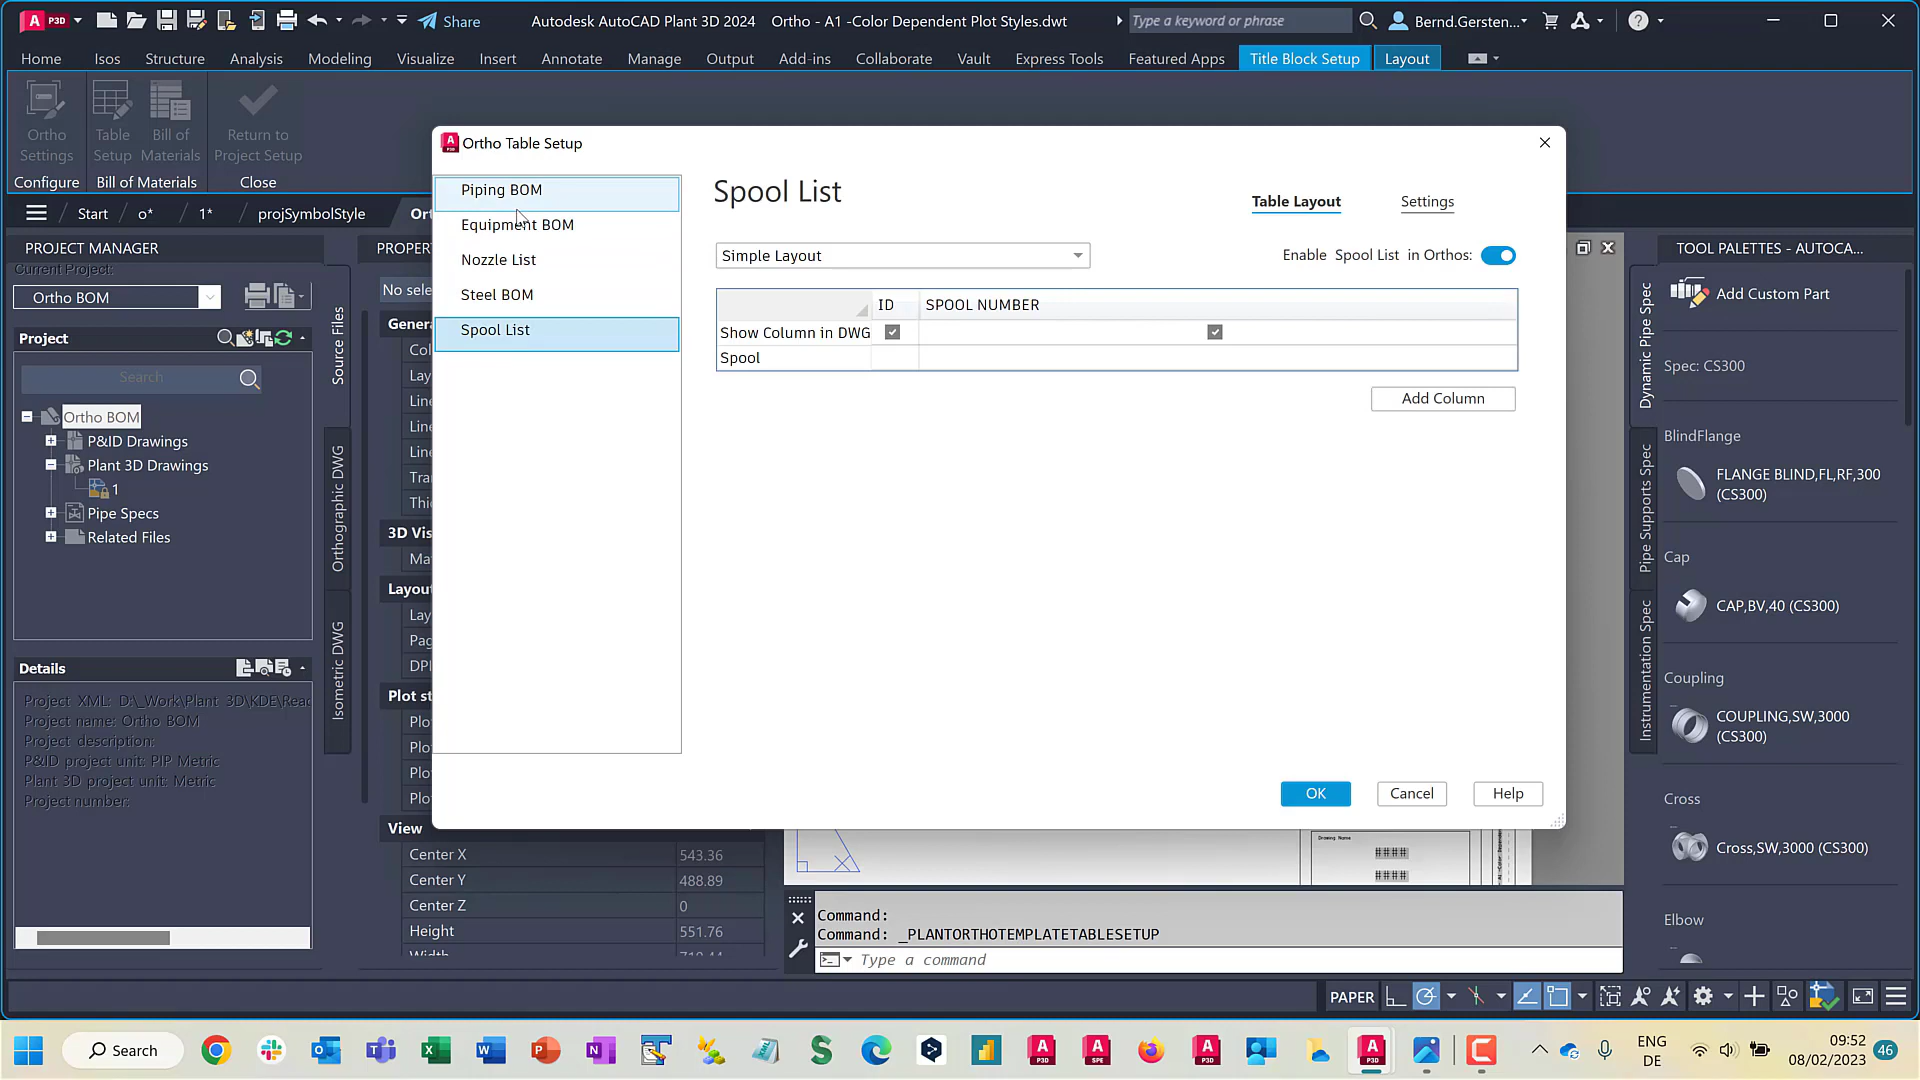 P3D
Share
Autodesk AutoCAD Plant 3D 2024
Ortho - A1 -Color Dependent Plot Styles.dwt
Type a keyword or phrase
Bernd.Gersten...
Home
Isos
Structure
Analysis
Modeling
Visualize
Insert
Annotate
Manage
Output
Add-ins
Collaborate
Vault
Express Tools
Featured Apps
Title Block Setup
Layout
Ortho
Settings
Table
Setup
Bill of
Materials
Return to
Project Setup
Configure
Bill of Materials
Close
Start
o*
1*
projSymbolStyle
PROJECT MANAGER
Current Project:
Ortho BOM
Project
Search
Ortho BOM
P&ID Drawings
Plant 3D Drawings
1
Pipe Specs
Related Files
Source Files
Orthographic DWG
Isometric DWG
Details
Project XML: D:\_Work\Plant 3D\KDE\Reac
Project name: Ortho BOM
Project description:
P&ID project unit: PIP Metric
Plant 3D project unit: Metric
Project number:
No sele
3D Vis
View
Center X
543.36
Center Y
488.89
Center Z
0
Height
551.76
Ortho Table Setup
Piping BOM
Equipment BOM
Nozzle List
Steel BOM
Spool List
Spool List
Table Layout
Settings
Simple Layout
Enable Spool List in Orthos:
ID
SPOOL NUMBER
Show Column in DWG
Spool
Add Column
OK
Cancel
Help
Drawing Name
####
####
Command:
Command: _PLANTORTHOTEMPLATETABLESETUP
Type a command
TOOL PALETTES - AUTOCA...
Dynamic Pipe Spec
Pipe Supports Spec
Instrumentation Spec
Add Custom Part
Spec: CS300
BlindFlange
FLANGE BLIND,FL,RF,300
(CS300)
Cap
CAP,BV,40 (CS300)
Coupling
COUPLING,SW,3000
(CS300)
Cross
Cross,SW,3000 (CS300)
Elbow
PAPER
Search
ENG
DE
09:52
08/02/2023
46